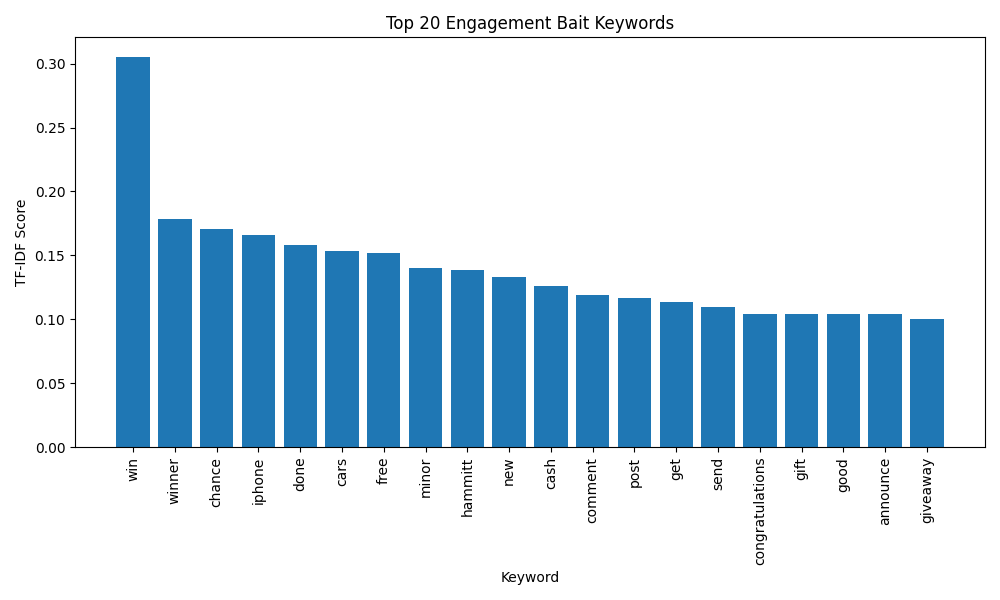 Top 20 Engagement Bait Keywords
TF-IDF Score
0.30
0.25
0.20
0.15
0.10
0.05
0.00
win
winner
chance
iphone
done
cars
free
minor
hammitt
new
cash
comment
post
get
send
congratulations
gift
good
announce
giveaway
Keyword